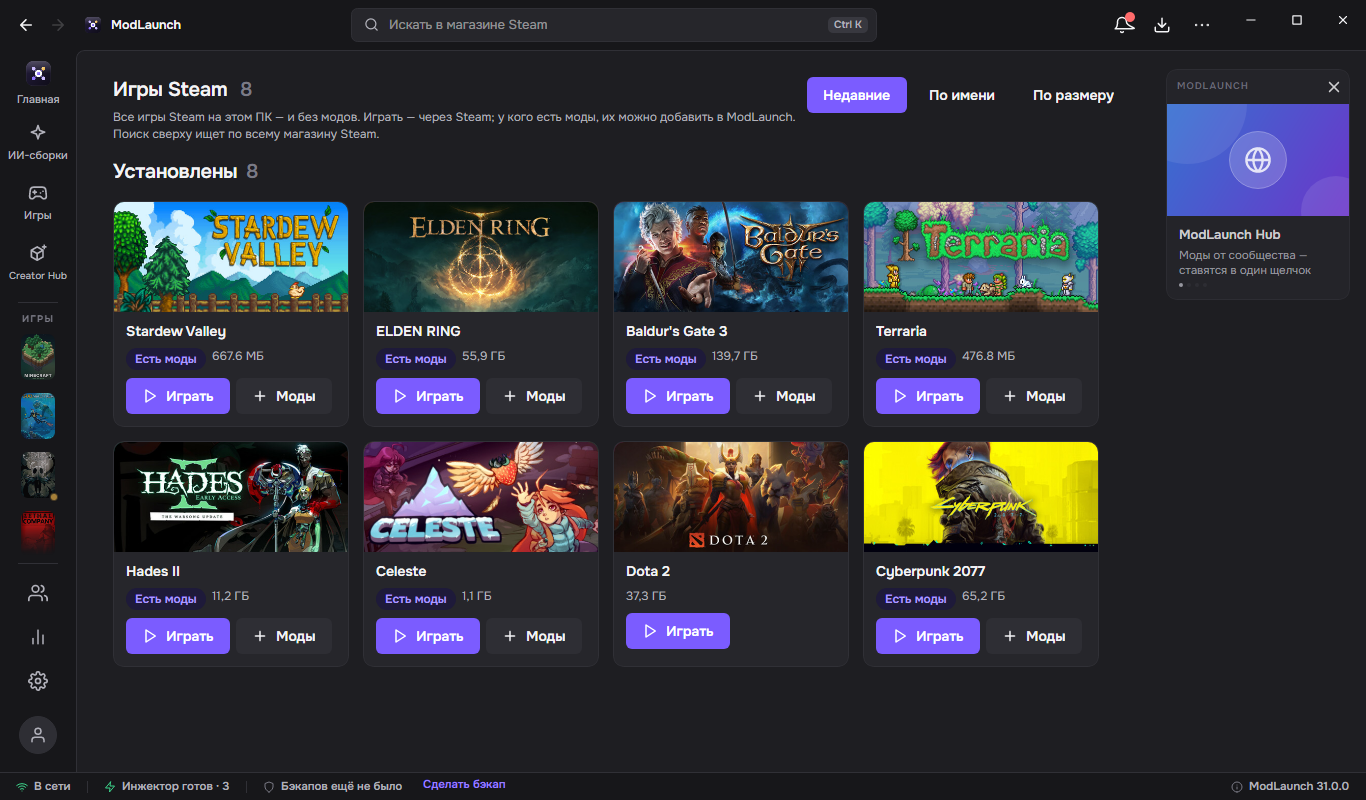 ModLaunch
Искать в магазине Steam
Ctrl K
Главная
ИИ-сборки
Игры
Creator Hub
ИГРЫ
MINECRAFT
LETHAL
COMPANY
Игры Steam 8
Все игры Steam на этом ПК — и без модов. Играть — через Steam; у кого есть моды, их можно добавить в ModLaunch.
Поиск сверху ищет по всему магазину Steam.
Недавние
По имени
По размеру
Установлены 8
STARDEW
VALLEY
Stardew Valley
Есть моды 667.6 МБ
Играть
Моды
ELDEN RING
ELDEN RING
Есть моды 55,9 ГБ
Играть
Моды
Baldur's
Gate
Baldur's Gate 3
Есть моды 139,7 ГБ
Играть
Моды
Terraria
Terraria
Есть моды 476.8 МБ
Играть
Моды
HADES
II
EARLY ACCESS
THE WARSONG UPDATE
Hades II
Есть моды 11,2 ГБ
Играть
Моды
CELESTE
Celeste
Есть моды 1,1 ГБ
Играть
Моды
DOTA 2
Dota 2
37,3 ГБ
Играть
Cyberpunk
Cyberpunk 2077
Есть моды 65,2 ГБ
Играть
Моды
MODLAUNCH
ModLaunch Hub
Моды от сообщества —
ставятся в один щелчок
В сети
Инжектор готов · 3
Бэкапов ещё не было
Сделать бэкап
ModLaunch 31.0.0